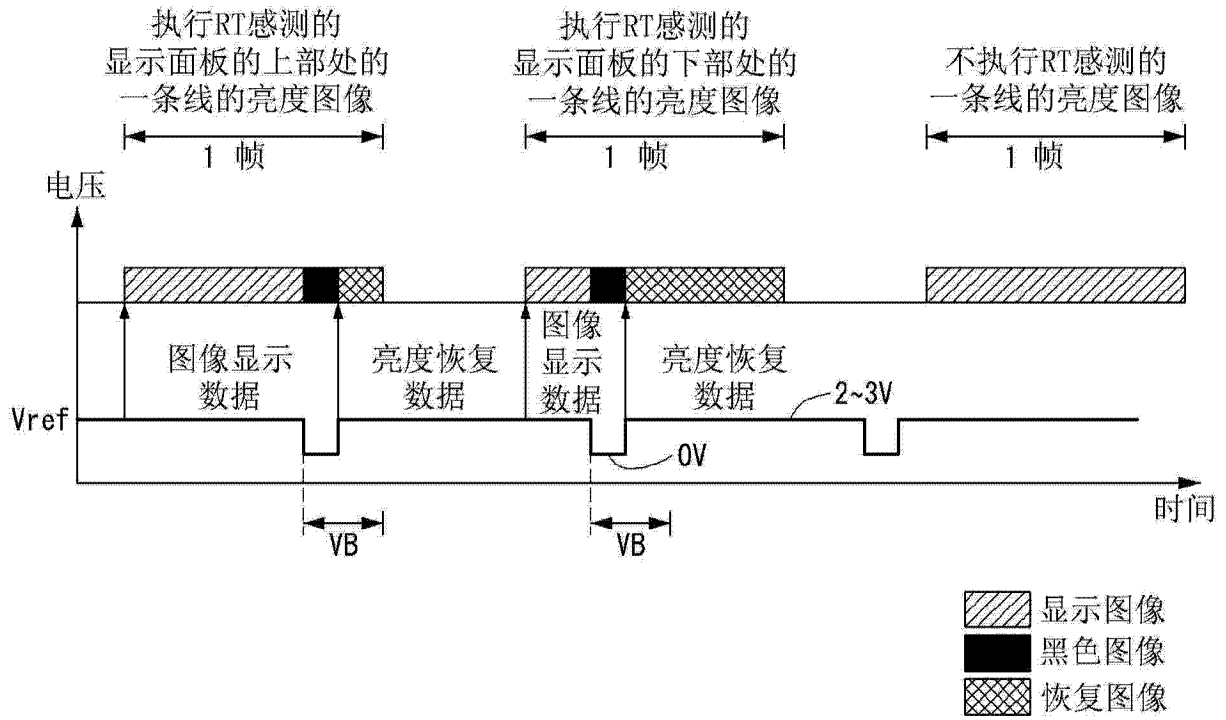 执行RT感测的
显示面板的上部处的
一条线的亮度图像
1 帧
执行RT感测的
显示面板的下部处的
一条线的亮度图像
1 帧
不执行RT感测的
一条线的亮度图像
1 帧
电压
图像显示
数据
亮度恢复
数据
图像
显示
数据
亮度恢复
数据
2~3V
Vref
0V
时间
VB
VB
显示图像
黑色图像
恢复图像